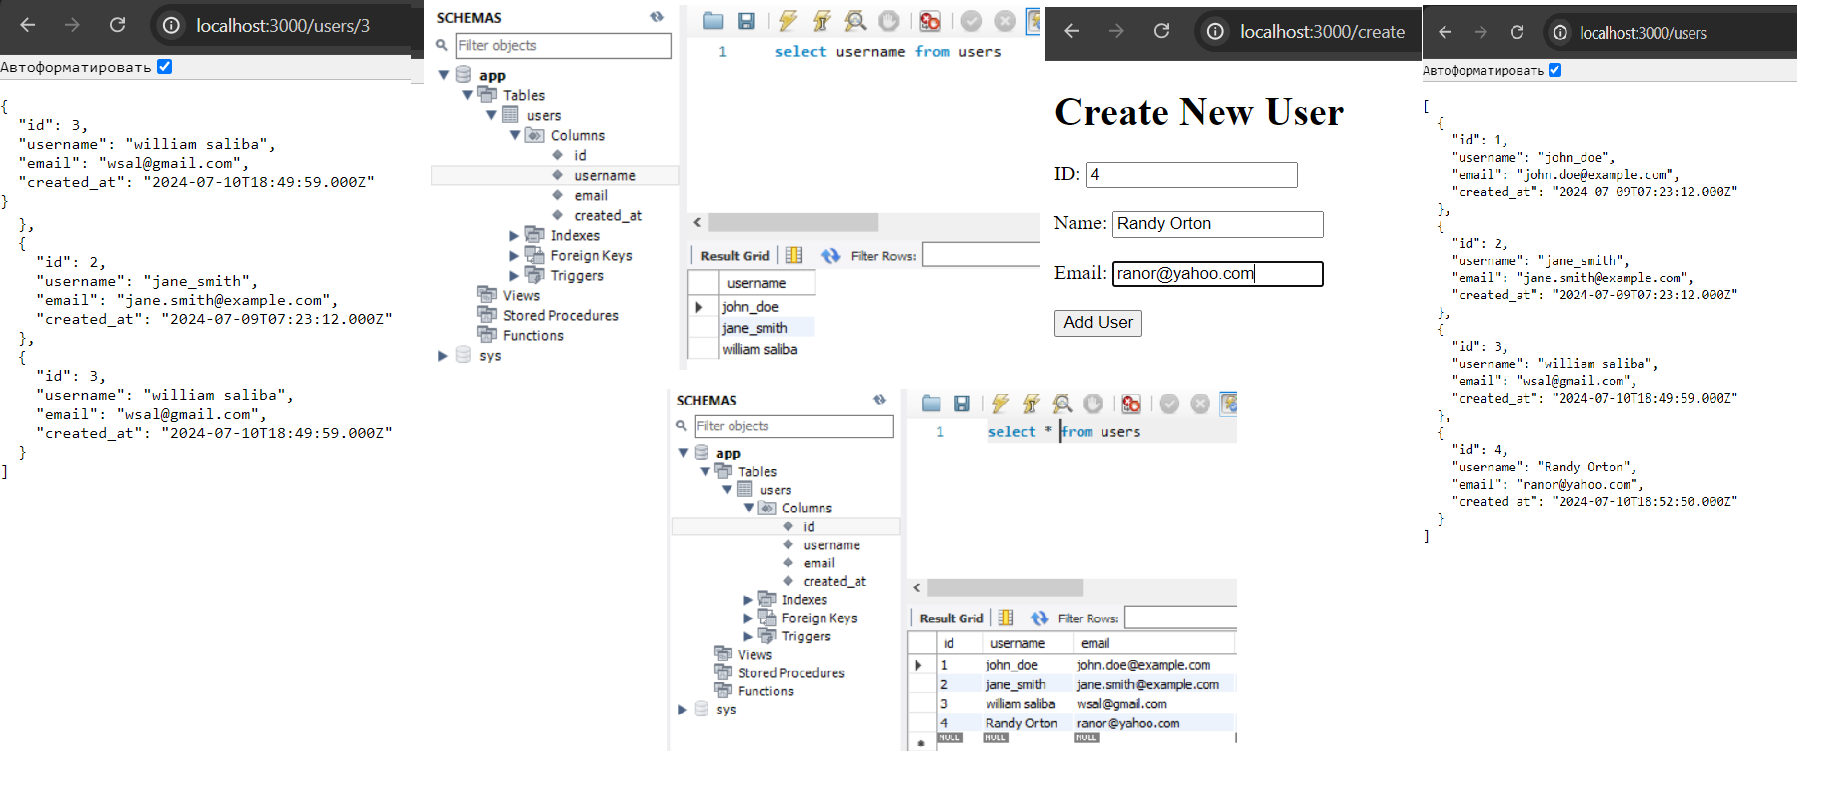 localhost:3000/users/3
Автоформатировать
{
"id": 3,
"username": "william saliba",
"email": "wsal@gmail.com",
"created_at": "2024-07-10T18:49:59.000Z"
}
},
{
"id": 2,
"username": "jane_smith",
"email": "jane.smith@example.com",
"created_at": "2024-07-09T07:23:12.000Z"
},
{
"id": 3,
"username": "william saliba",
"email": "wsal@gmail.com",
"created_at": "2024-07-10T18:49:59.000Z"
}
]
SCHEMAS
Filter objects
app
Tables
users
Columns
id
username
email
created_at
Indexes
Foreign Keys
Triggers
Views
Stored Procedures
Functions
sys
1 select username from users
Result Grid Filter Rows:
username
john_doe
jane_smith
william saliba
localhost:3000/create
Create New User
ID: 4
Name: Randy Orton
Email: ranor@yahoo.com
Add User
SCHEMAS
Filter objects
app
Tables
users
Columns
id
username
email
created_at
Indexes
Foreign Keys
Triggers
Views
Stored Procedures
Functions
sys
1 select * from users
Result Grid Filter Rows:
id username email
1 john_doe john.doe@example.com
2 jane_smith jane.smith@example.com
3 william saliba wsal@gmail.com
4 Randy Orton ranor@yahoo.com
NULL NULL NULL
localhost:3000/users
Автоформатировать
[
{
"id": 1,
"username": "john_doe",
"email": "john.doe@example.com",
"created_at": "2024-07-09T07:23:12.000Z"
},
{
"id": 2,
"username": "jane_smith",
"email": "jane.smith@example.com",
"created_at": "2024-07-09T07:23:12.000Z"
},
{
"id": 3,
"username": "william saliba",
"email": "wsal@gmail.com",
"created_at": "2024-07-10T18:49:59.000Z"
},
{
"id": 4,
"username": "Randy Orton",
"email": "ranor@yahoo.com",
"created_at": "2024-07-10T18:52:50.000Z"
}
]